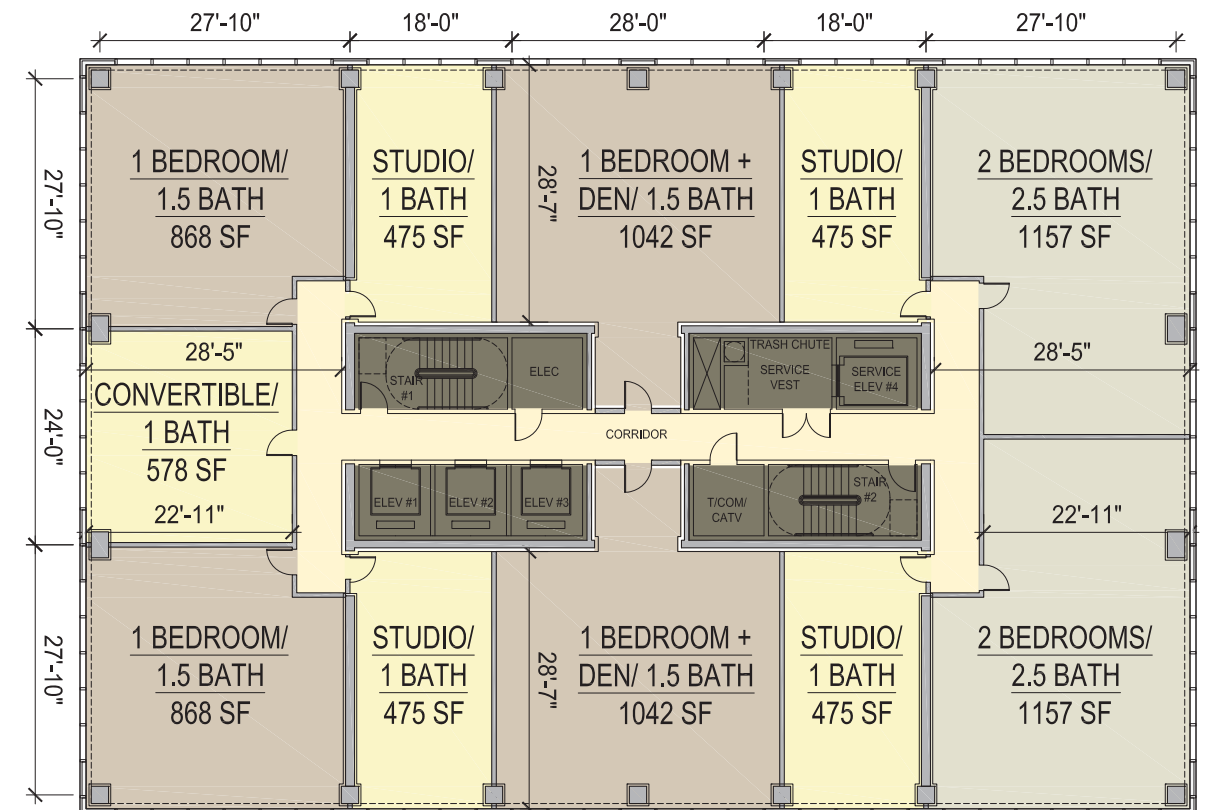 27'-10" 18'-0" 28'-0" 18'-0" 27'-10"
27'-10"
1 BEDROOM/
1.5 BATH
868 SF
STUDIO/
1 BATH
475 SF
28'-7"
1 BEDROOM +
DEN/ 1.5 BATH
1042 SF
STUDIO/
1 BATH
475 SF
2 BEDROOMS/
2.5 BATH
1157 SF
28'-5"
STAIR
#1
ELEC
TRASH CHUTE
SERVICE
VEST
SERVICE
ELEV #4
28'-5"
24'-0"
CONVERTIBLE/
1 BATH
578 SF
22'-11"
CORRIDOR
ELEV #1
ELEV #2
ELEV #3
T/COM/
CATV
STAIR
#2
22'-11"
27'-10"
1 BEDROOM/
1.5 BATH
868 SF
STUDIO/
1 BATH
475 SF
28'-7"
1 BEDROOM +
DEN/ 1.5 BATH
1042 SF
STUDIO/
1 BATH
475 SF
2 BEDROOMS/
2.5 BATH
1157 SF